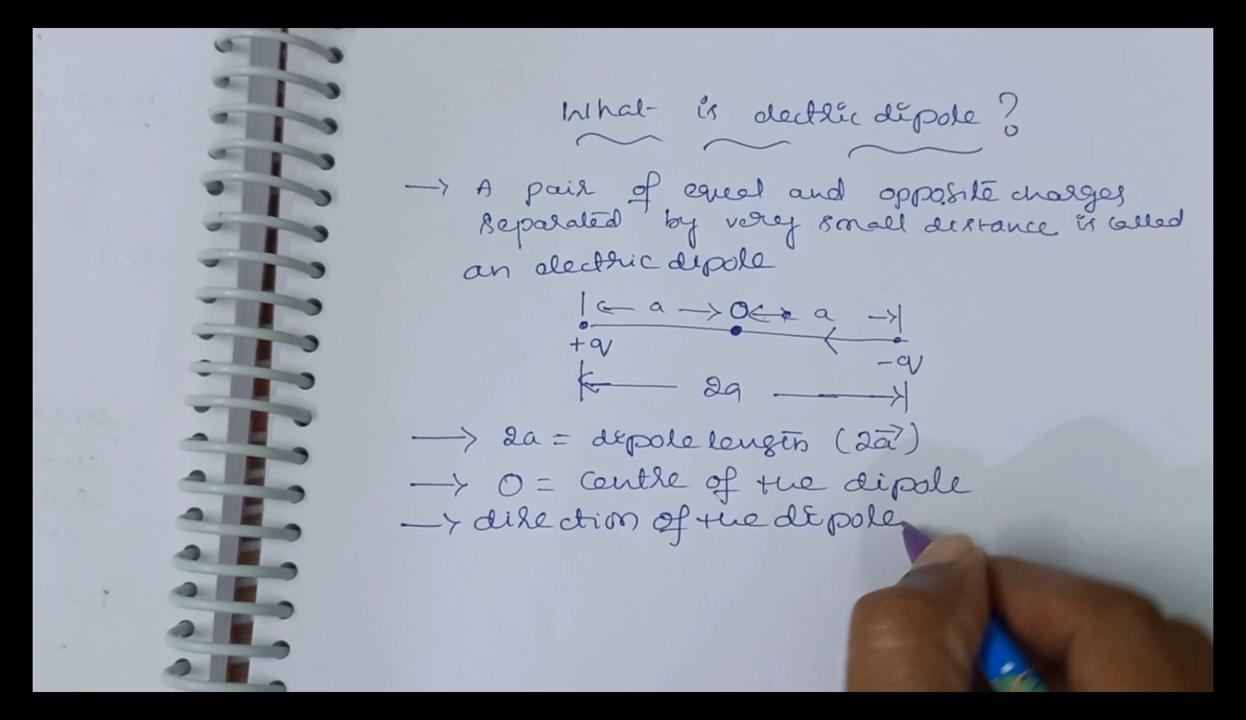 What is electric dipole ?
→ A pair of equal and opposite charges
separated by very small distance is called
an electric dipole
|← a → O ↔ a →|
+q
-q
|← 2a →|
→ 2a = dipole length (2a⃗)
→ O = centre of the dipole
→ direction of the dipole